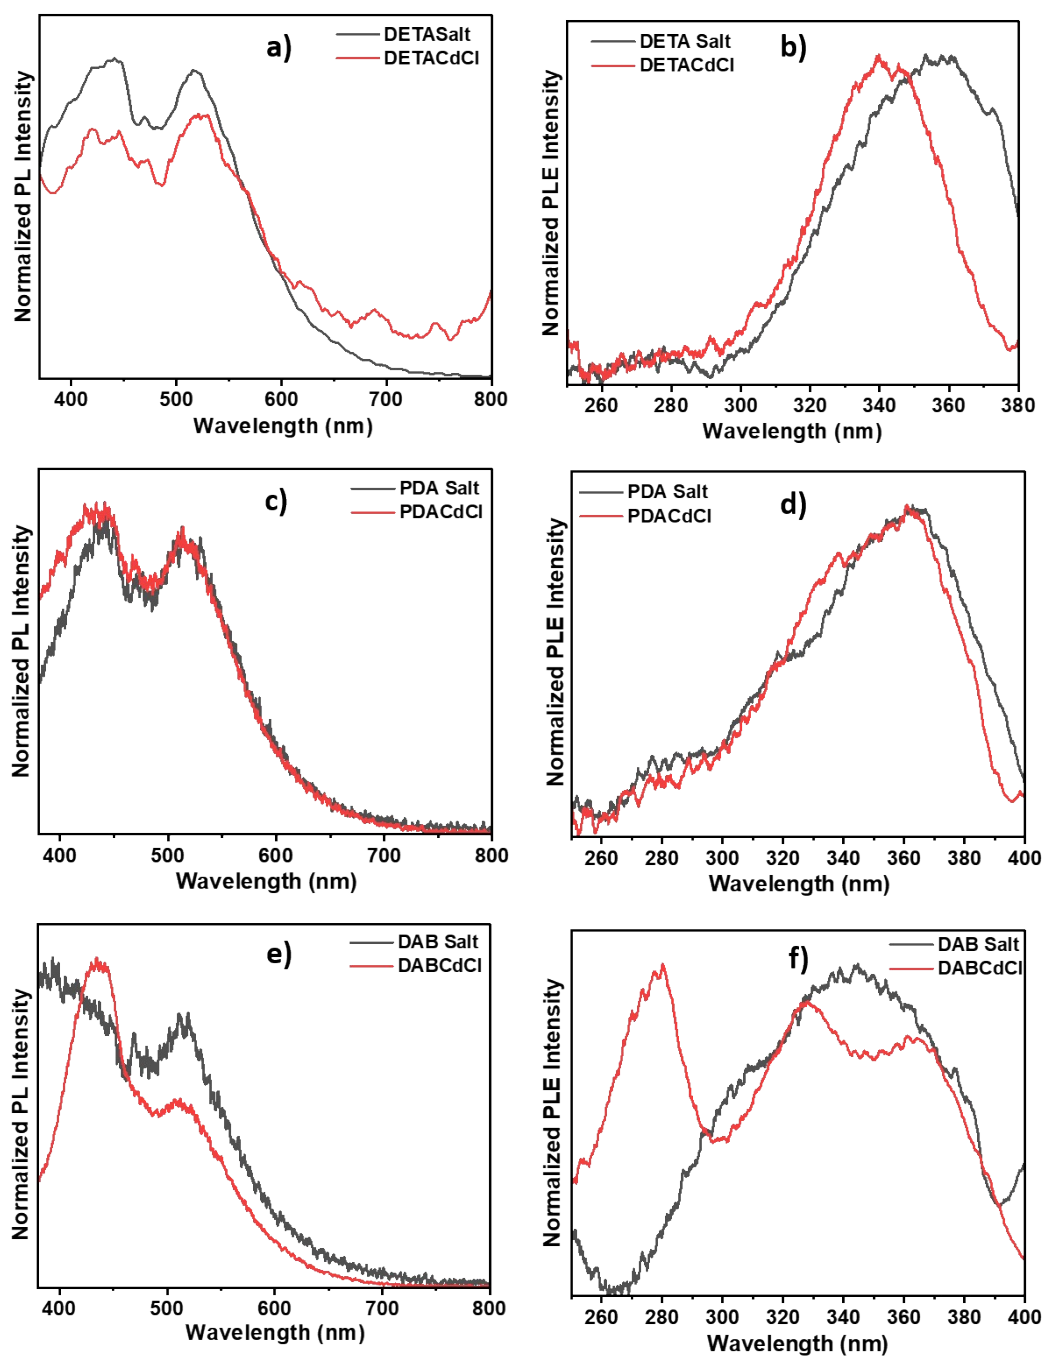 a)
DETASalt
DETACdCl
Normalized PL Intensity
400 500 600 700 800
Wavelength (nm)
b)
DETA Salt
DETACdCl
Normalized PLE Intensity
260 280 300 320 340 360 380
Wavelength (nm)
c)
PDA Salt
PDACdCl
Normalized PL Intensity
400 500 600 700 800
Wavelength (nm)
d)
PDA Salt
PDACdCl
Normalized PLE Intensity
260 280 300 320 340 360 380 400
Wavelength (nm)
e)
DAB Salt
DABCdCl
Normalized PL Intensity
400 500 600 700 800
Wavelength (nm)
f)
DAB Salt
DABCdCl
Normalized PLE Intensity
260 280 300 320 340 360 380 400
Wavelength (nm)